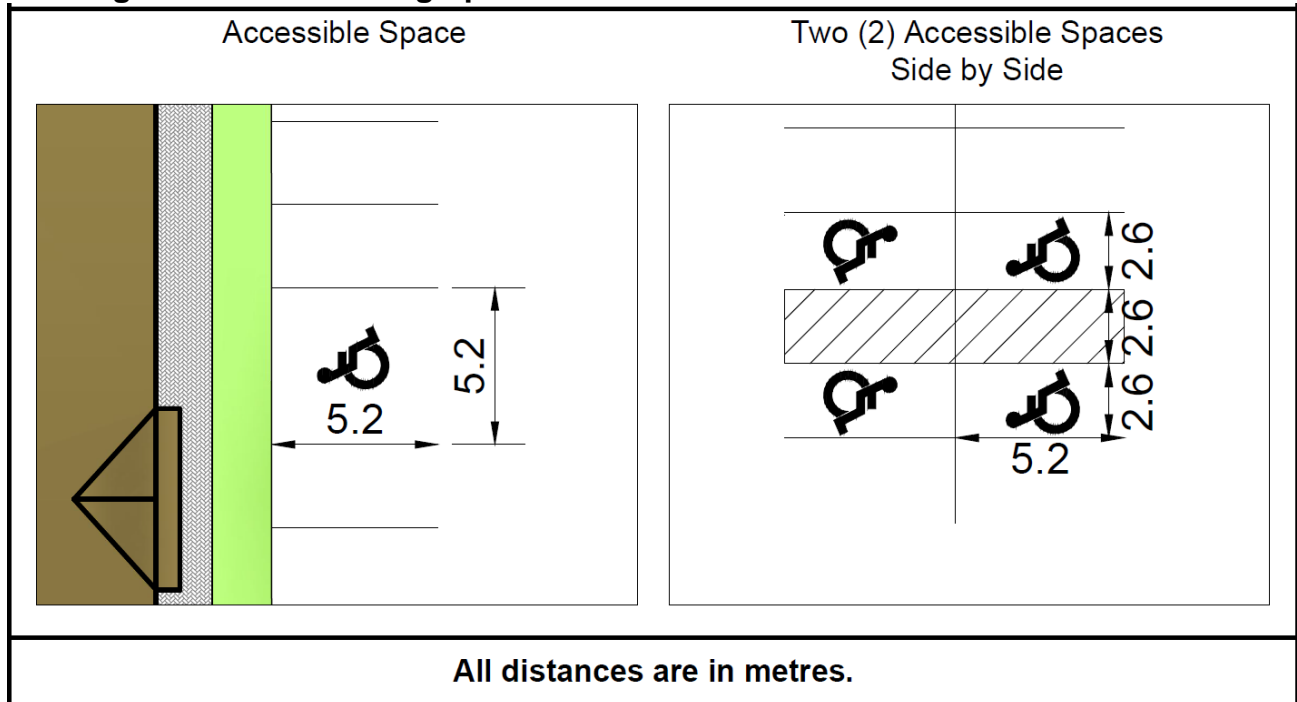 Accessible Space
5.2
5.2
Two (2) Accessible Spaces
Side by Side
2.6
2.6
2.6
5.2
All distances are in metres.